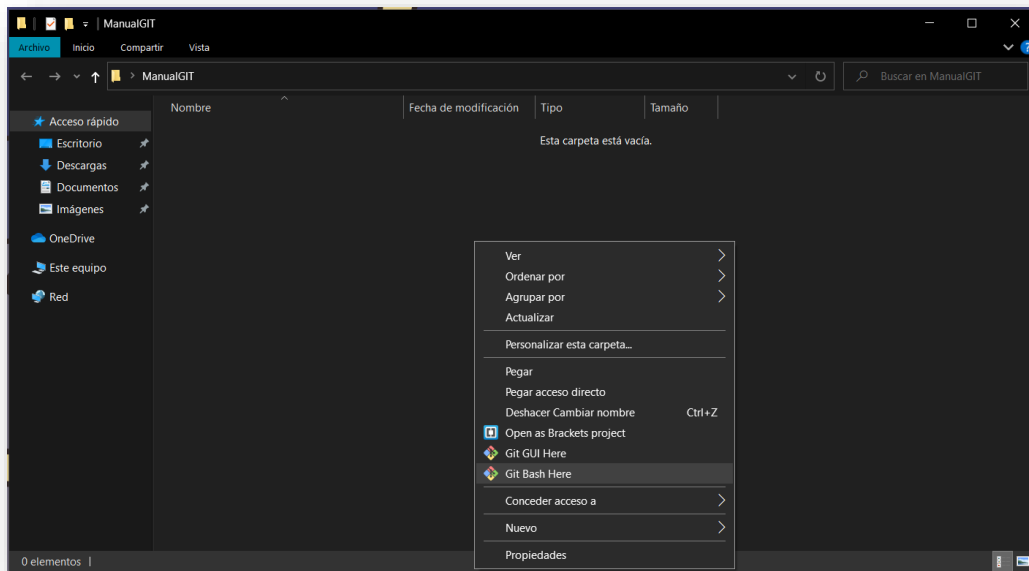 ManualGIT
Archivo Inicio Compartir Vista
ManualGIT
Buscar en ManualGIT
Nombre Fecha de modificación Tipo Tamaño
Esta carpeta está vacía.
Acceso rápido
Escritorio
Descargas
Documentos
Imágenes
OneDrive
Este equipo
Red
Ver
Ordenar por
Agrupar por
Actualizar
Personalizar esta carpeta...
Pegar
Pegar acceso directo
Deshacer Cambiar nombre Ctrl+Z
Open as Brackets project
Git GUI Here
Git Bash Here
Conceder acceso a
Nuevo
Propiedades
0 elementos